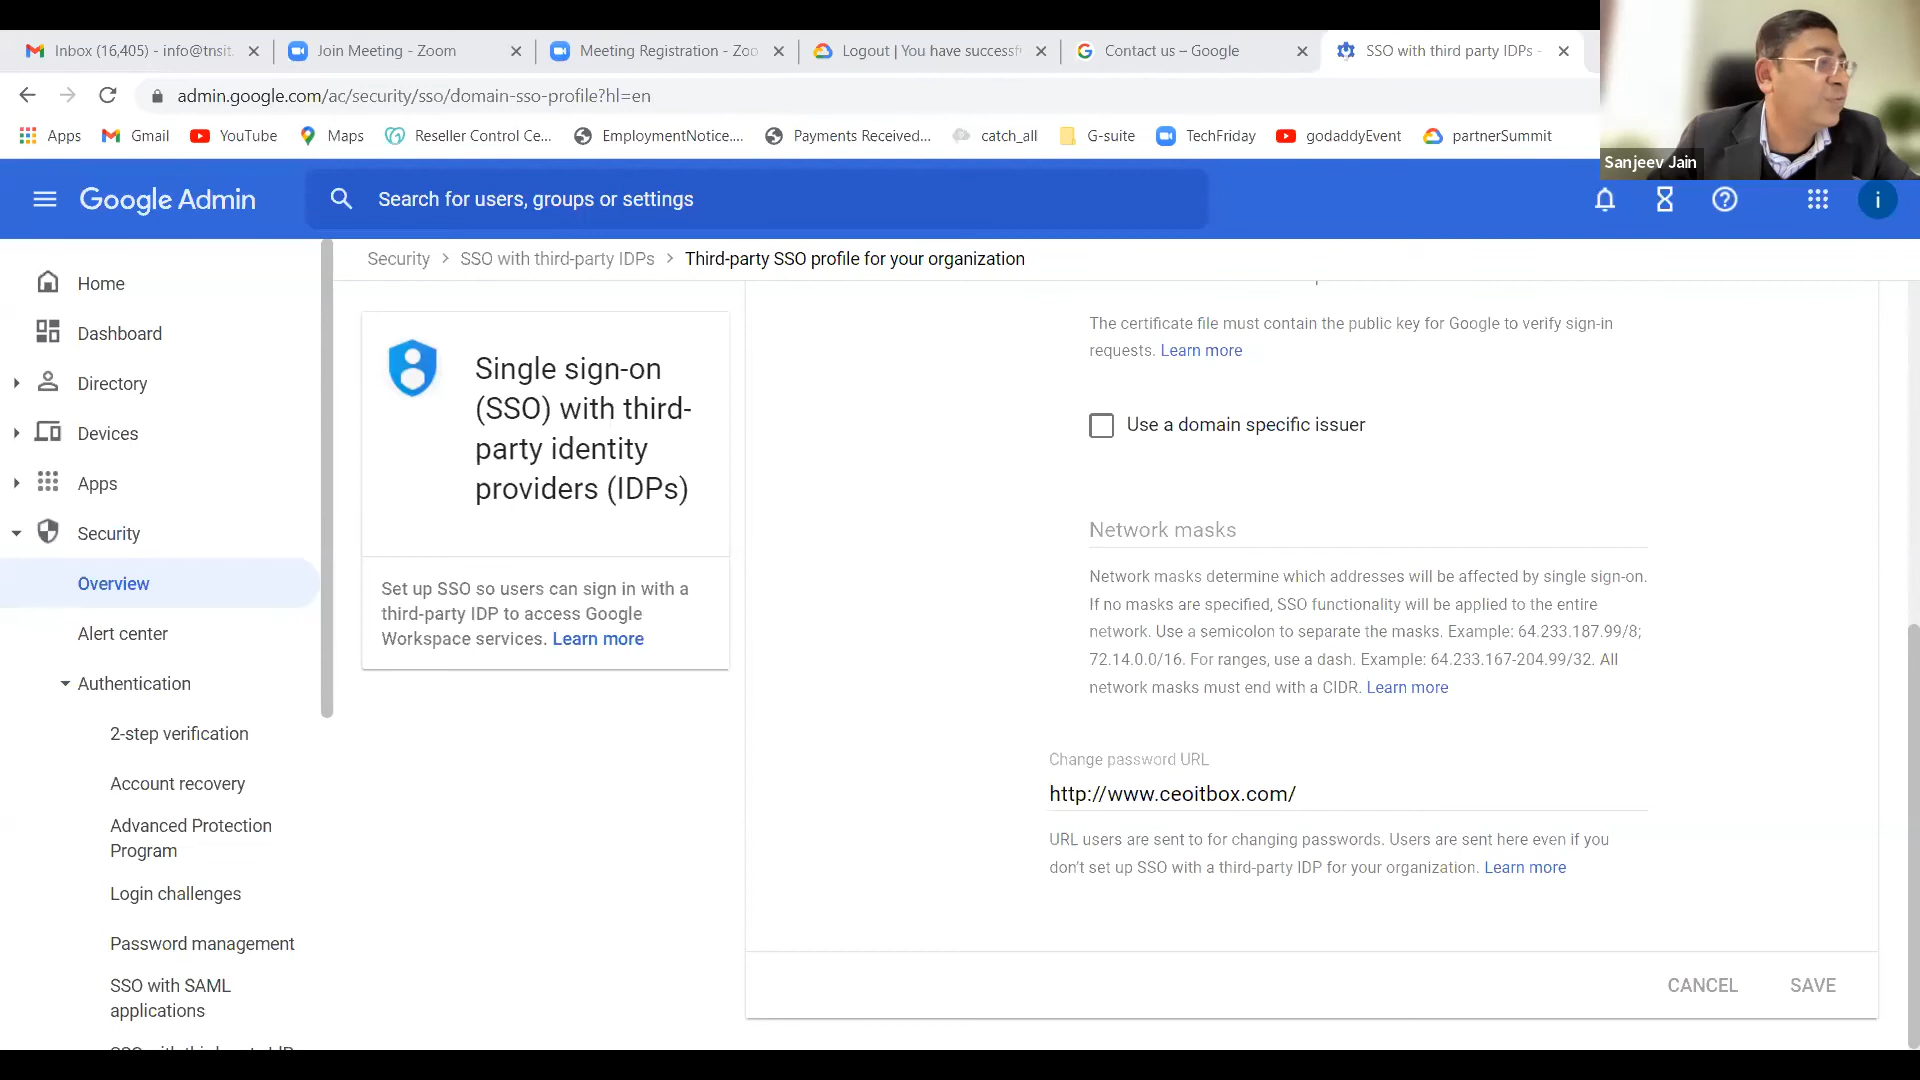 Inbox (16,405) - info@tnsit.
Join Meeting - Zoom
Meeting Registration - Zoo
Logout | You have successf
Contact us – Google
SSO with third party IDPs -
admin.google.com/ac/security/sso/domain-sso-profile?hl=en
Apps
Gmail
YouTube
Maps
Reseller Control Ce...
EmploymentNotice....
Payments Received...
catch_all
G-suite
TechFriday
godaddyEvent
partnerSummit
Sanjeev Jain
Google Admin
Search for users, groups or settings
i
Security > SSO with third-party IDPs > Third-party SSO profile for your organization
Home
Dashboard
Directory
Devices
Apps
Security
Overview
Alert center
Authentication
2-step verification
Account recovery
Advanced Protection
Program
Login challenges
Password management
SSO with SAML
applications
Single sign-on
(SSO) with third-
party identity
providers (IDPs)
Set up SSO so users can sign in with a
third-party IDP to access Google
Workspace services. Learn more
The certificate file must contain the public key for Google to verify sign-in
requests. Learn more
Use a domain specific issuer
Network masks
Network masks determine which addresses will be affected by single sign-on.
If no masks are specified, SSO functionality will be applied to the entire
network. Use a semicolon to separate the masks. Example: 64.233.187.99/8;
72.14.0.0/16. For ranges, use a dash. Example: 64.233.167-204.99/32. All
network masks must end with a CIDR. Learn more
Change password URL
http://www.ceoitbox.com/
URL users are sent to for changing passwords. Users are sent here even if you
don't set up SSO with a third-party IDP for your organization. Learn more
CANCEL
SAVE